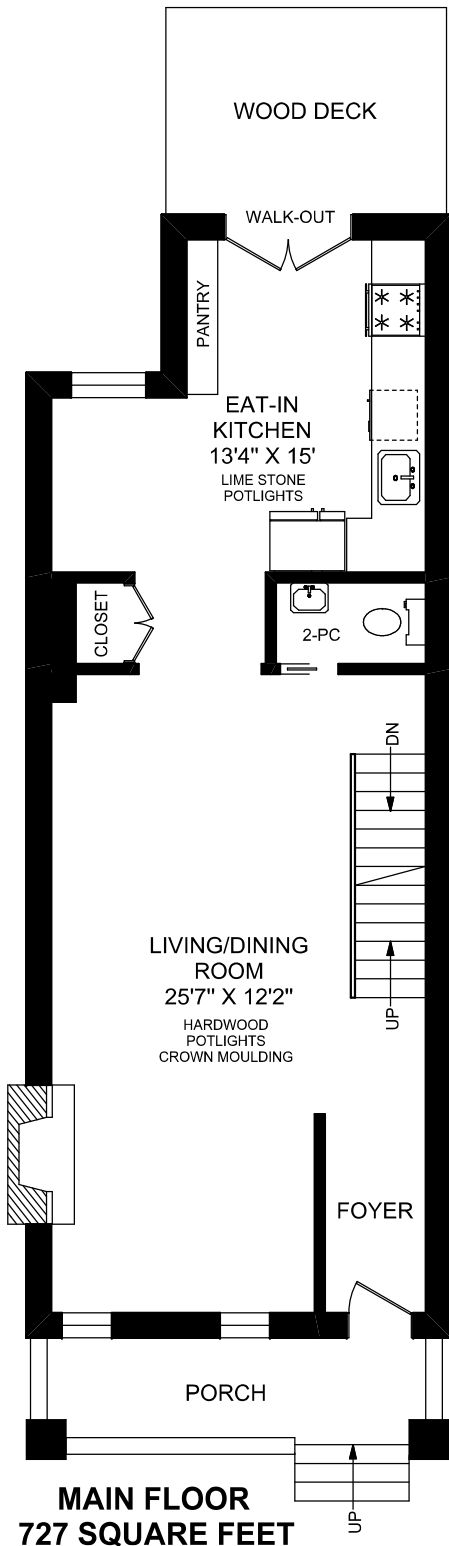 WOOD DECK
WALK-OUT
PANTRY
EAT-IN
KITCHEN
13'4" X 15'
LIME STONE
POTLIGHTS
CLOSET
2-PC
DN
LIVING/DINING
ROOM
25'7" X 12'2"
HARDWOOD
POTLIGHTS
CROWN MOULDING
UP
FOYER
PORCH
UP
MAIN FLOOR
727 SQUARE FEET